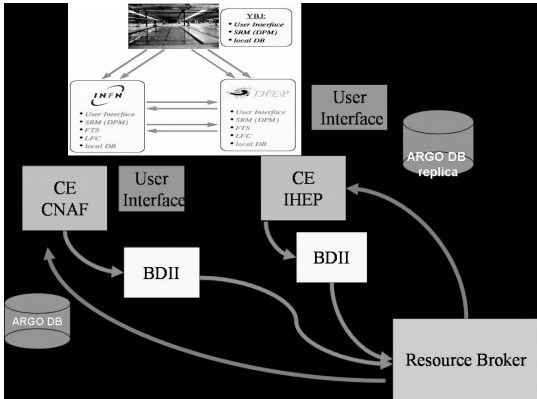 YBJ:
• User Interface
• SRM (DPM)
• local DB
INFN
• User Interface
• SRM (DPM)
• FTS
• LFC
• local DB
IHEP
• User Interface
• SRM (DPM)
• FTS
• LFC
• local DB
User
Interface
ARGO DB
replica
CE
CNAF
User
Interface
CE
IHEP
BDII
BDII
ARGO DB
Resource Broker